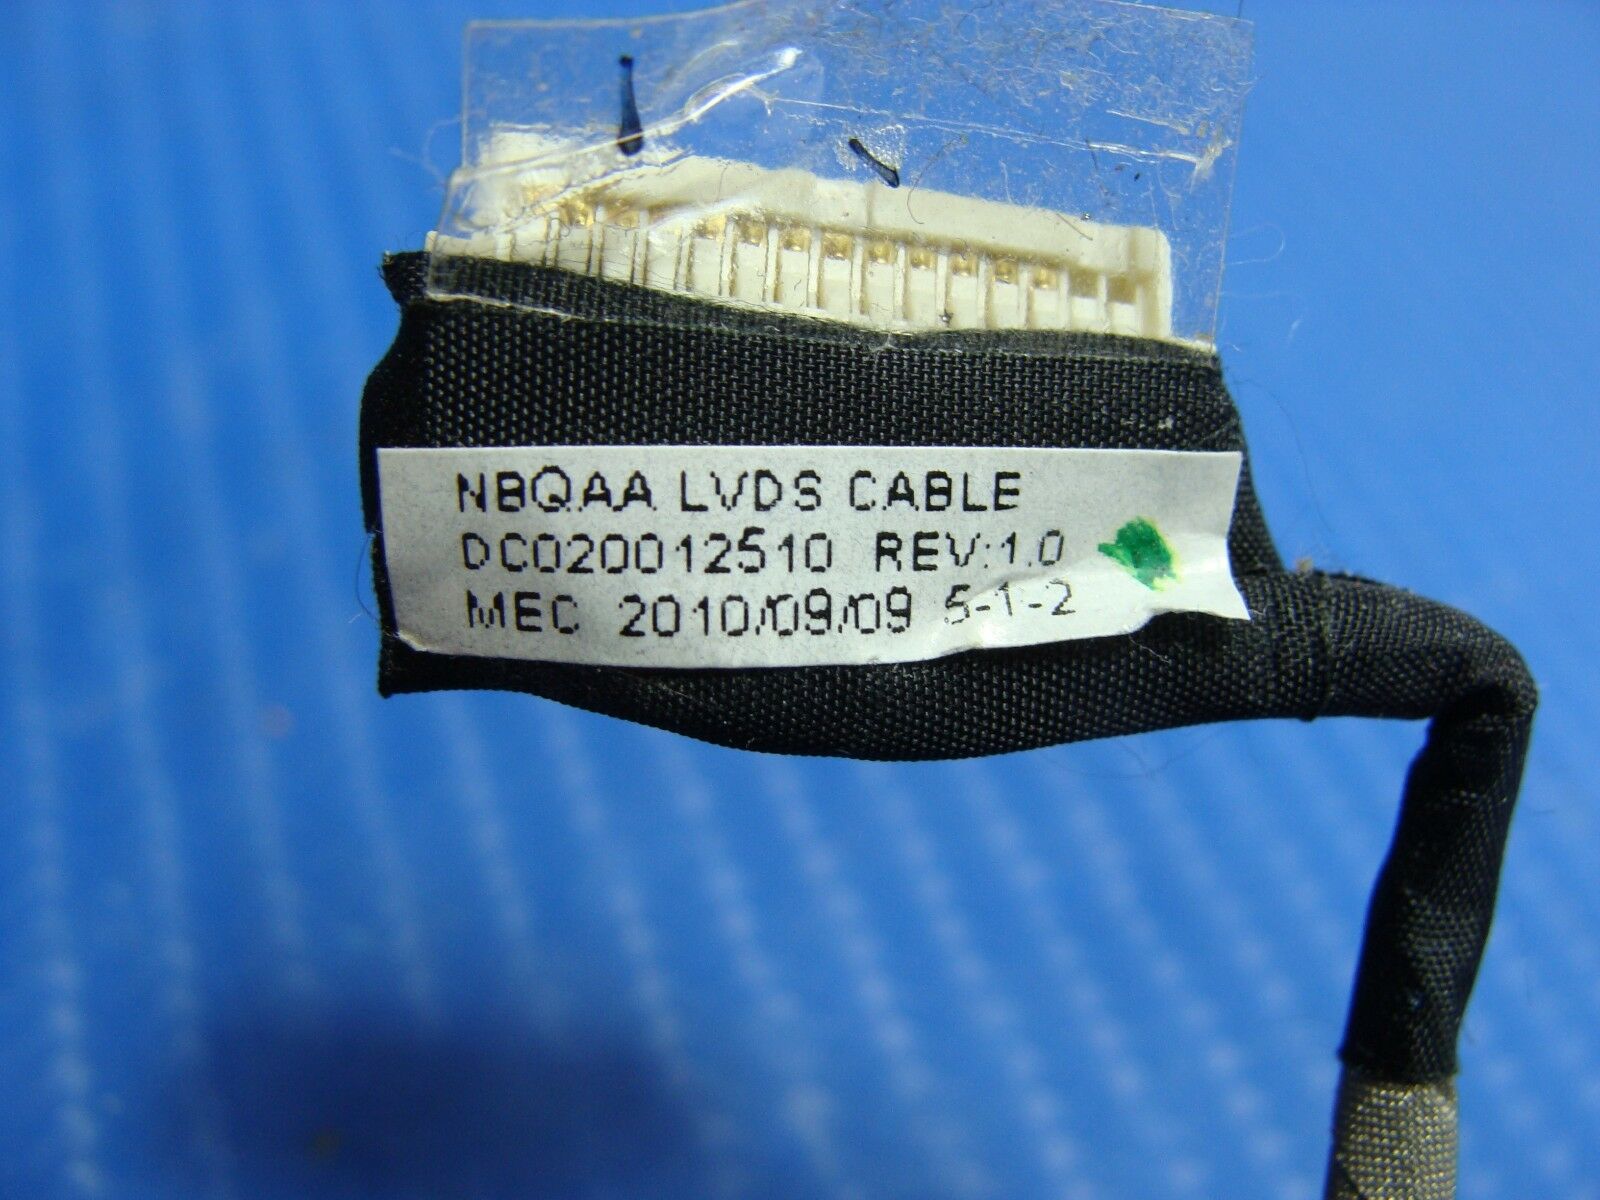 NBQAA LVDS CABLE
DC020012510 REV:1.0
MEC 2010/09/09 5-1-2